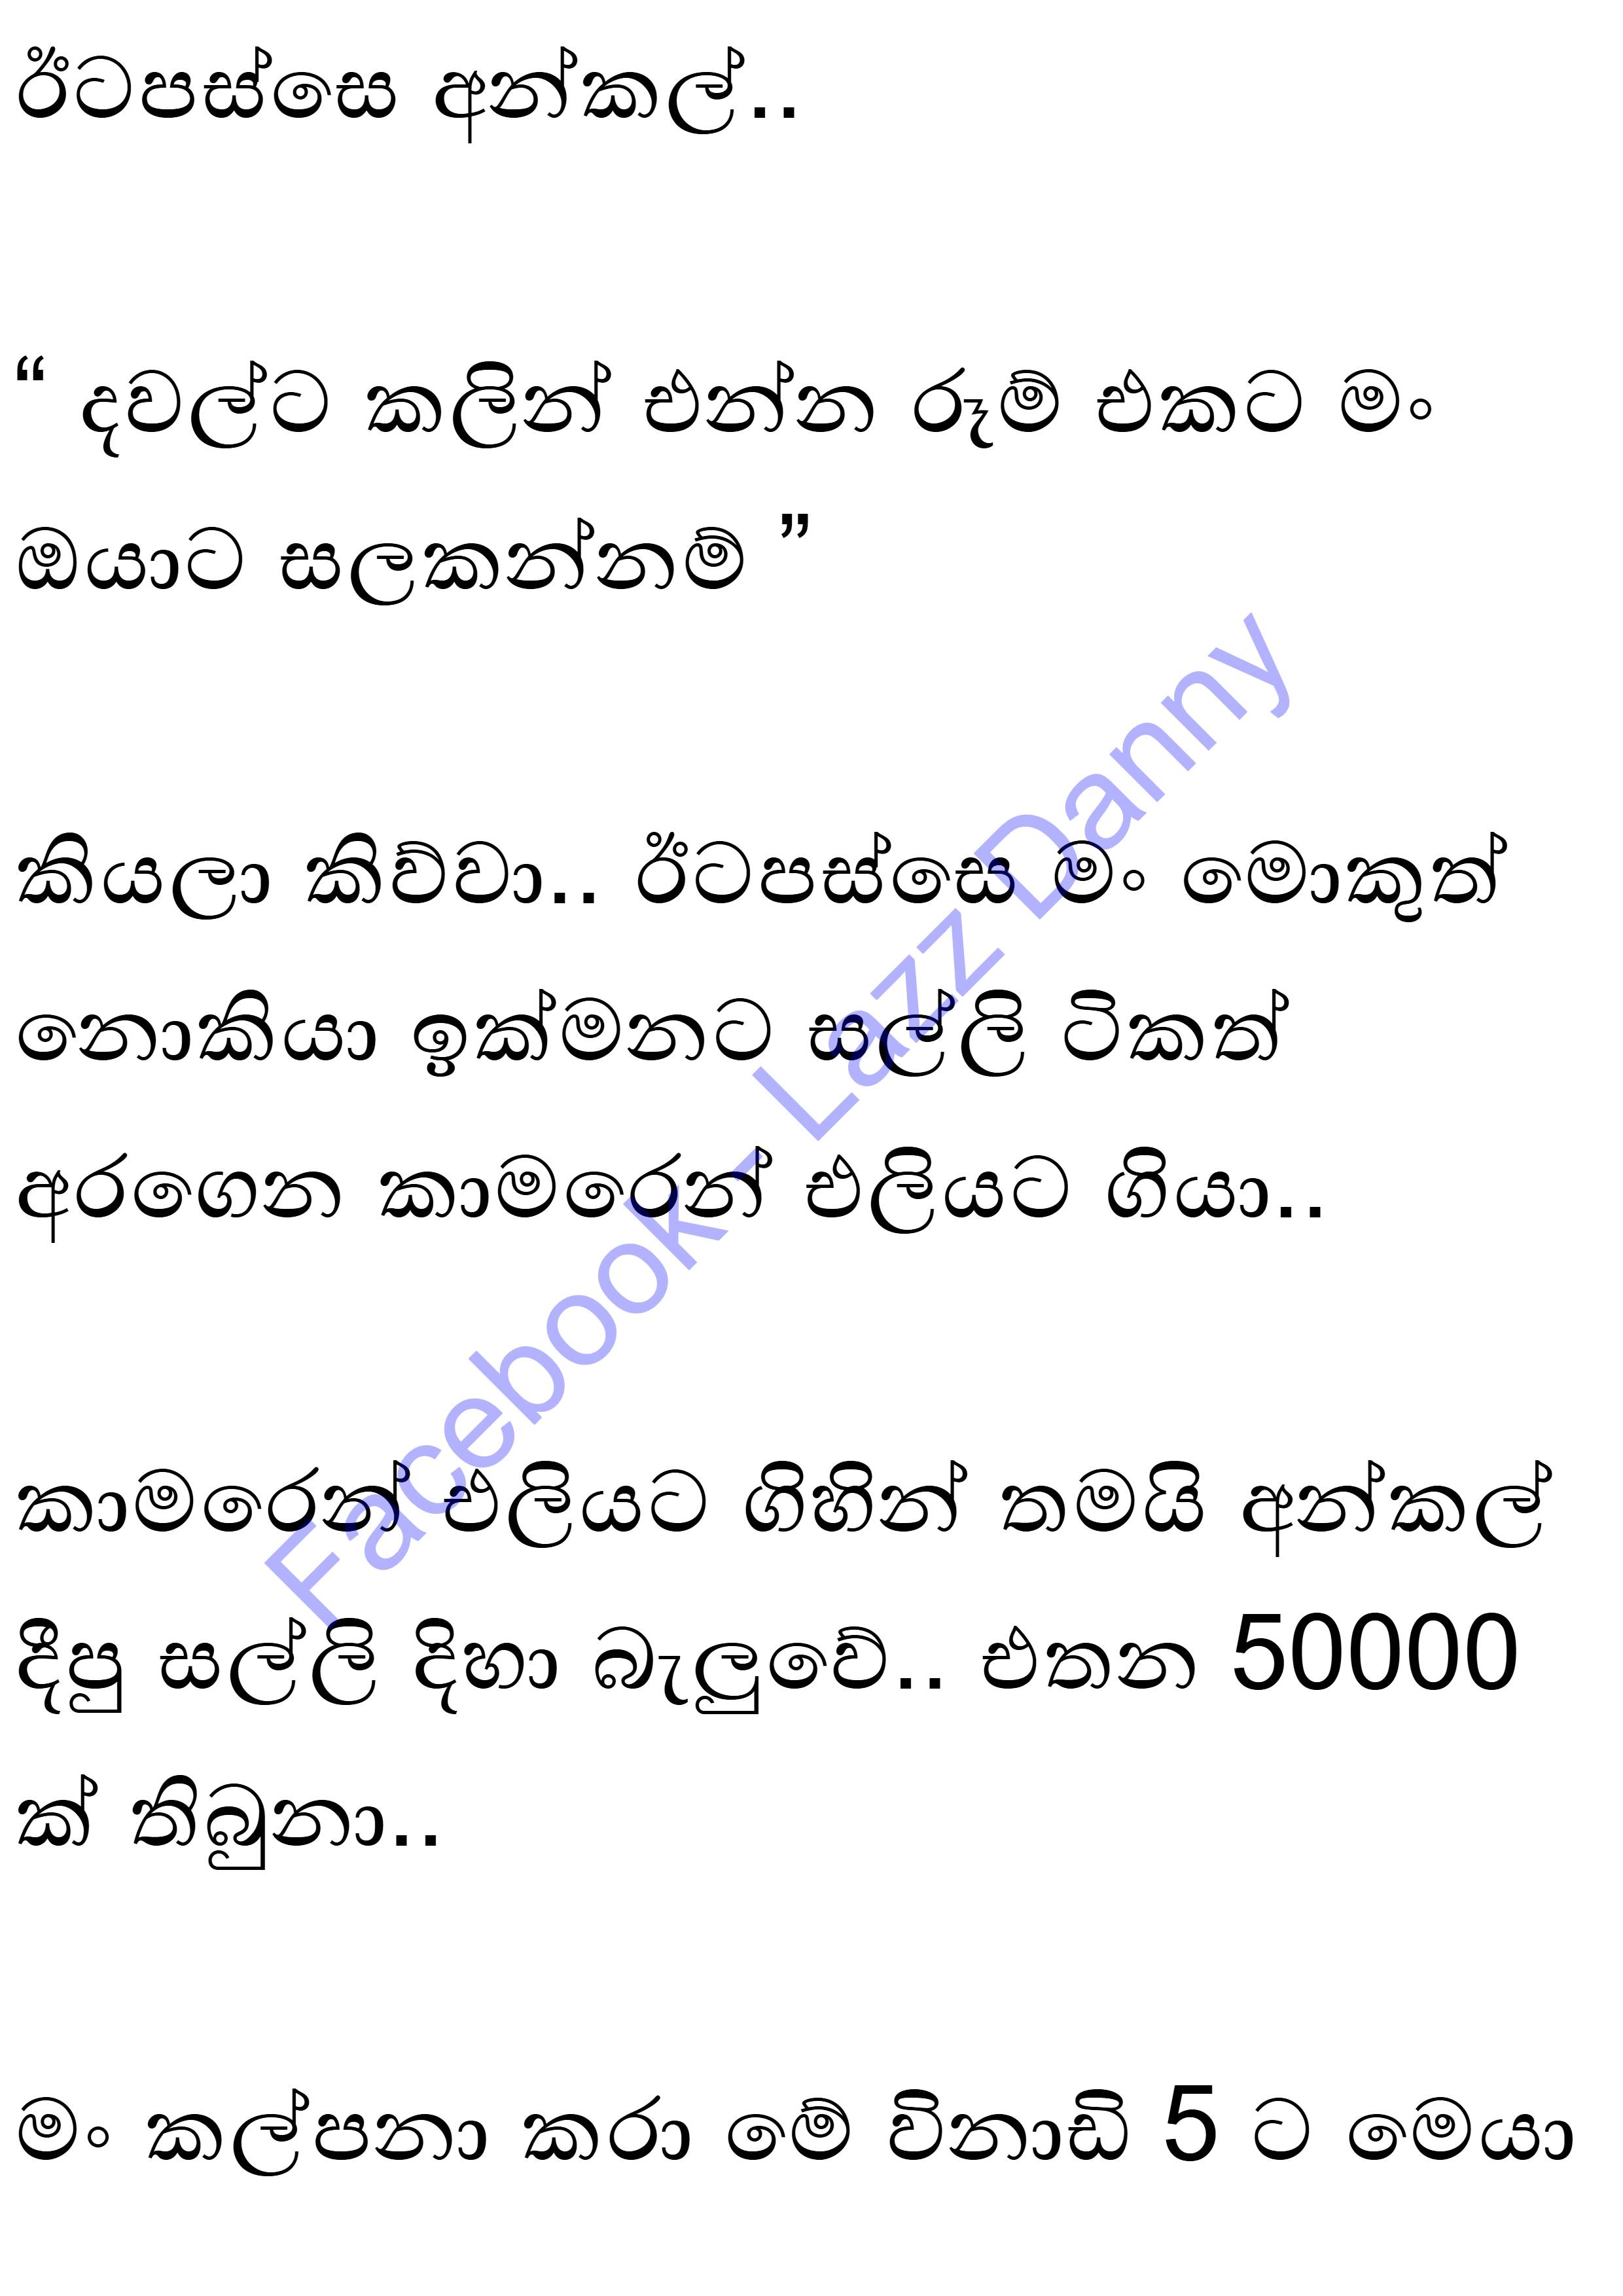 ඊටපස්සෙ අන්කල්..
“ දවල්ට කලින් එන්න රූම් එකට මං
ඔයාට සලකන්නම් ”
කියලා කිව්වා.. ඊටපස්සෙ මං මොකුත්
නොකියා ඉක්මනට සල්ලි ටිකත්
අරගෙන කාමරෙන් එලියට ගියා..
කාමරෙන් එලියට ගිහින් තමයි අන්කල්
දීපු සල්ලි දිහා බැලුවේ.. එතන 50000
ක් තිබුනා..
මං කල්පනා කරා මේ විනාඩි 5 ට මෙයා
Facebook - Lazz Danny